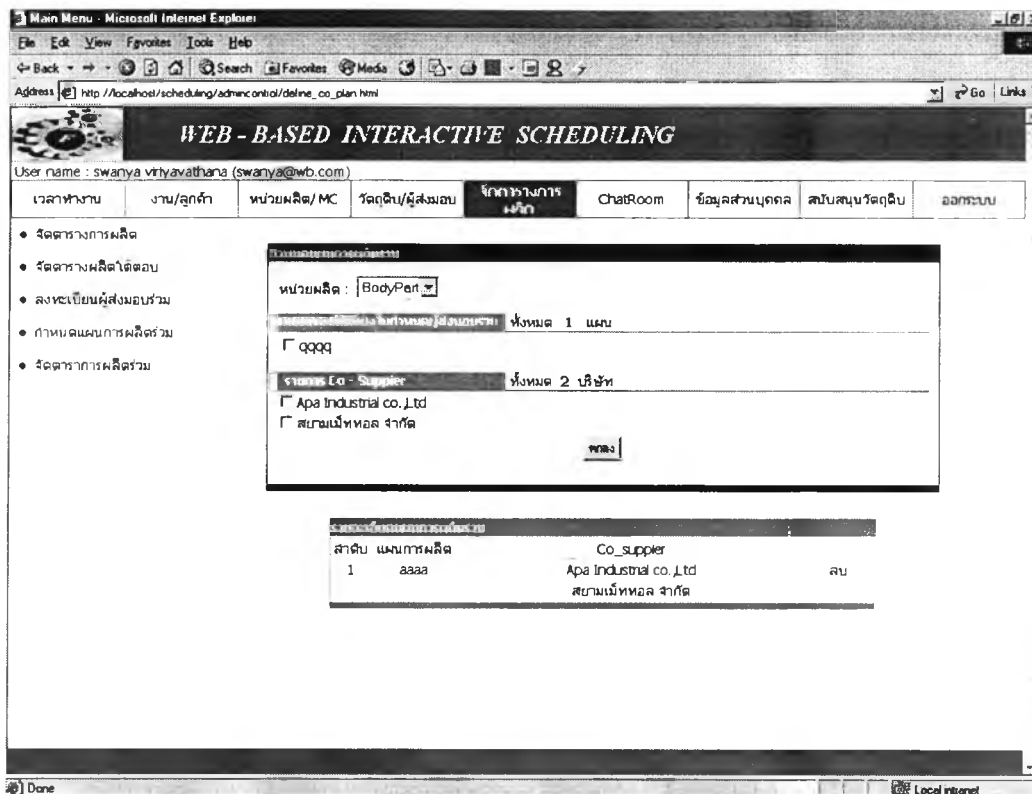 Main Menu - Microsoft Internet Explorer
File Edit View Favorites Tools Help
Back Search Favorites Media
Address http://localhost/scheduling/admincontrol/define_co_plan.html Go Links
WEB - BASED INTERACTIVE SCHEDULING
User name : swanya viriyavathana (swanya@wb.com)
เวลาทำงาน งาน/ลูกค้า หน่วยผลิต/ MC วัตถุดิบ/ผู้ส่งมอบ จัดตารางการผลิต ChatRoom ข้อมูลส่วนบุคคล สนับสนุนวัตถุดิบ ออกระบบ
จัดตารางการผลิต
จัดตารางผลิตโต้ตอบ
ลงทะเบียนผู้ส่งมอบร่วม
กำหนดแผนการผลิตร่วม
จัดตาราการผลิตร่วม
หน่วยผลิต : BodyPart
ทั้งหมด 1 แผน
qqqq
รายการ Co - Suppier ทั้งหมด 2 บริษัท
Apa Industrial co.,Ltd
สยามเม็ททอล จำกัด
ตกลง
ลำดับ แผนการผลิต Co_suppier
1 aaaa Apa Industrial co.,Ltd ลบ
สยามเม็ททอล จำกัด
Done Local intranet